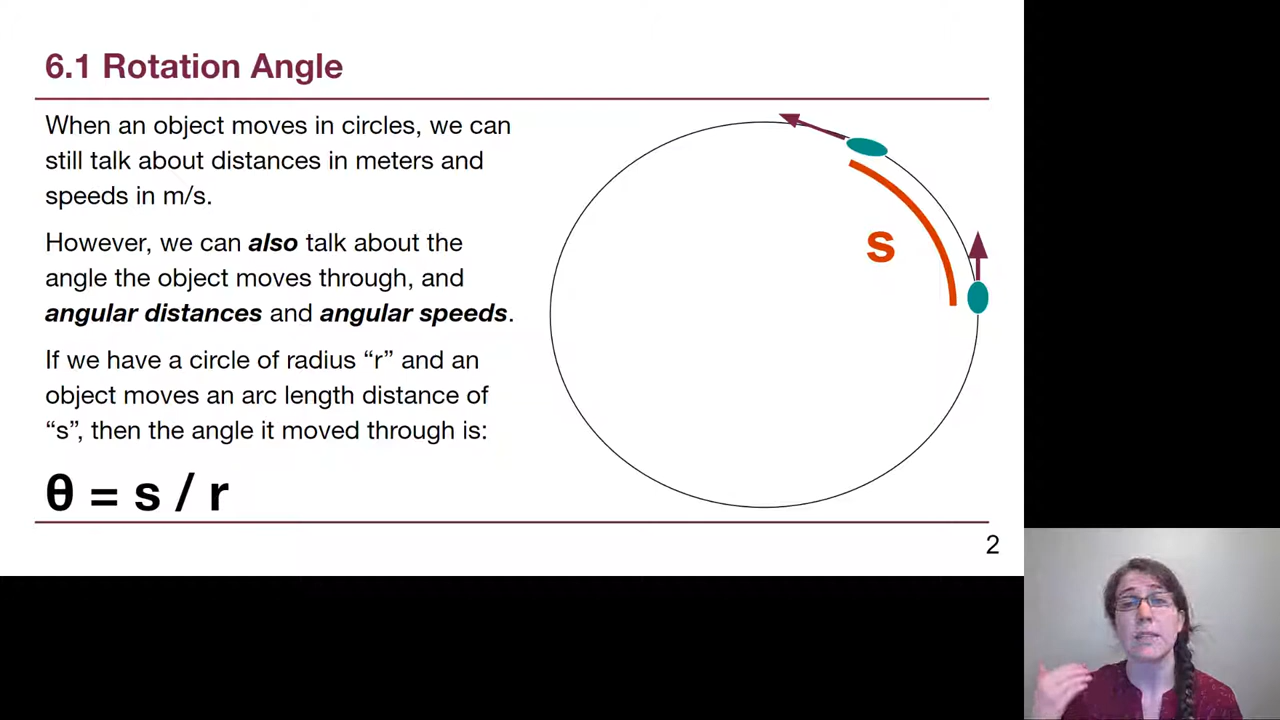 6.1 Rotation Angle
When an object moves in circles, we can
still talk about distances in meters and
speeds in m/s.
However, we can also talk about the
angle the object moves through, and
angular distances and angular speeds.
If we have a circle of radius “r” and an
object moves an arc length distance of
“s”, then the angle it moved through is:
θ = s / r
s
2